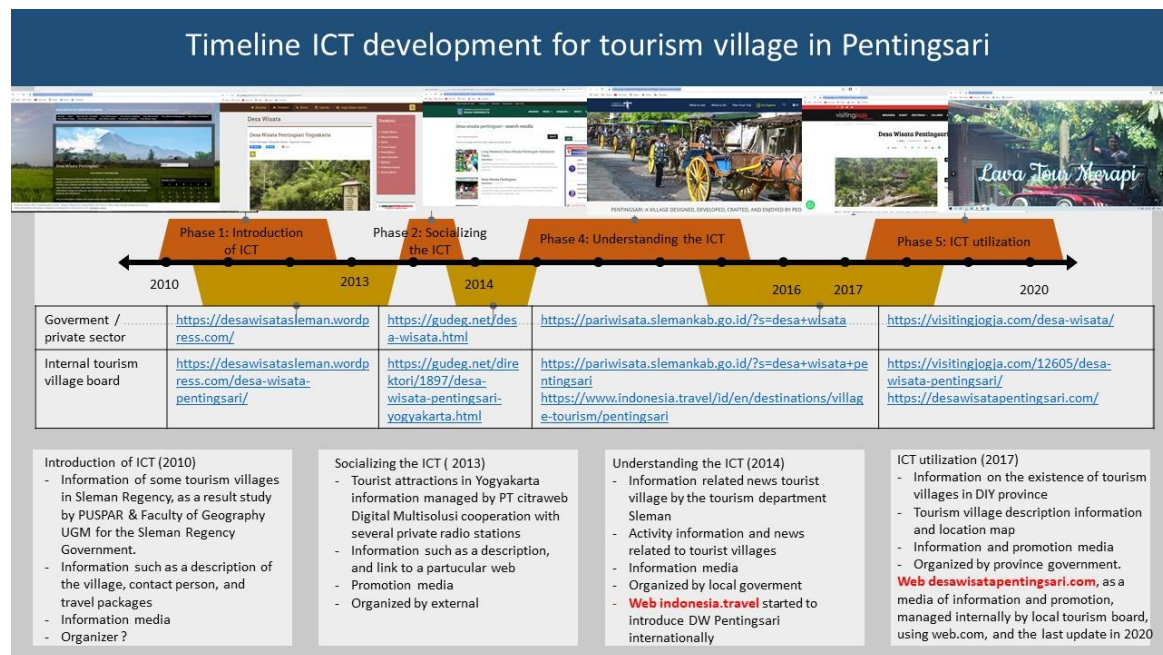 Timeline ICT development for tourism village in Pentingsari
Desa Wisata
Desa Wisata Pentingsari Yogyakarta
Desa wisata pentingsari - search results
visitingjogja
Desa Wisata Pentingsari
PENTINGSARI: A VILLAGE DESIGNED, DEVELOPED, CRAFTED, AND ENJOYED BY PEO
Lava Tour Merapi
Phase 1: Introduction
of ICT
Phase 2: Socializing
the ICT
Phase 4: Understanding the ICT
Phase 5: ICT utilization
2010
2013
2014
2016
2017
2020
Goverment /
private sector
https://desawisatasleman.wordp
ress.com/
https://gudeg.net/des
a-wisata.html
https://pariwisata.slemankab.go.id/?s=desa+wisata
https://visitingjogja.com/desa-wisata/
Internal tourism
village board
https://desawisatasleman.wordp
ress.com/desa-wisata-
pentingsari/
https://gudeg.net/dire
ktori/1897/desa-
wisata-pentingsari-
yogyakarta.html
https://pariwisata.slemankab.go.id/?s=desa+wisata+pe
ntingsari
https://www.indonesia.travel/id/en/destinations/villag
e-tourism/pentingsari
https://visitingjogja.com/12605/desa-
wisata-pentingsari/
https://desawisatapentingsari.com/
Introduction of ICT (2010)
- Information of some tourism villages
in Sleman Regency, as a result study
by PUSPAR & Faculty of Geography
UGM for the Sleman Regency
Government.
- Information such as a description of
the village, contact person, and
travel packages
- Information media
- Organizer ?
Socializing the ICT ( 2013)
- Tourist attractions in Yogyakarta
information managed by PT citraweb
Digital Multisolusi cooperation with
several private radio stations
- Information such as a description,
and link to a partucular web
- Promotion media
- Organized by external
Understanding the ICT (2014)
- Information related news tourist
village by the tourism department
Sleman
- Activity information and news
related to tourist villages
- Information media
- Organized by local goverment
- Web indonesia.travel started to
introduce DW Pentingsari
internationally
ICT utilization (2017)
- Information on the existence of tourism
villages in DIY province
- Tourism village description information
and location map
- Information and promotion media
- Organized by province government.
Web desawisatapentingsari.com, as a
media of information and promotion,
managed internally by local tourism board,
using web.com, and the last update in 2020